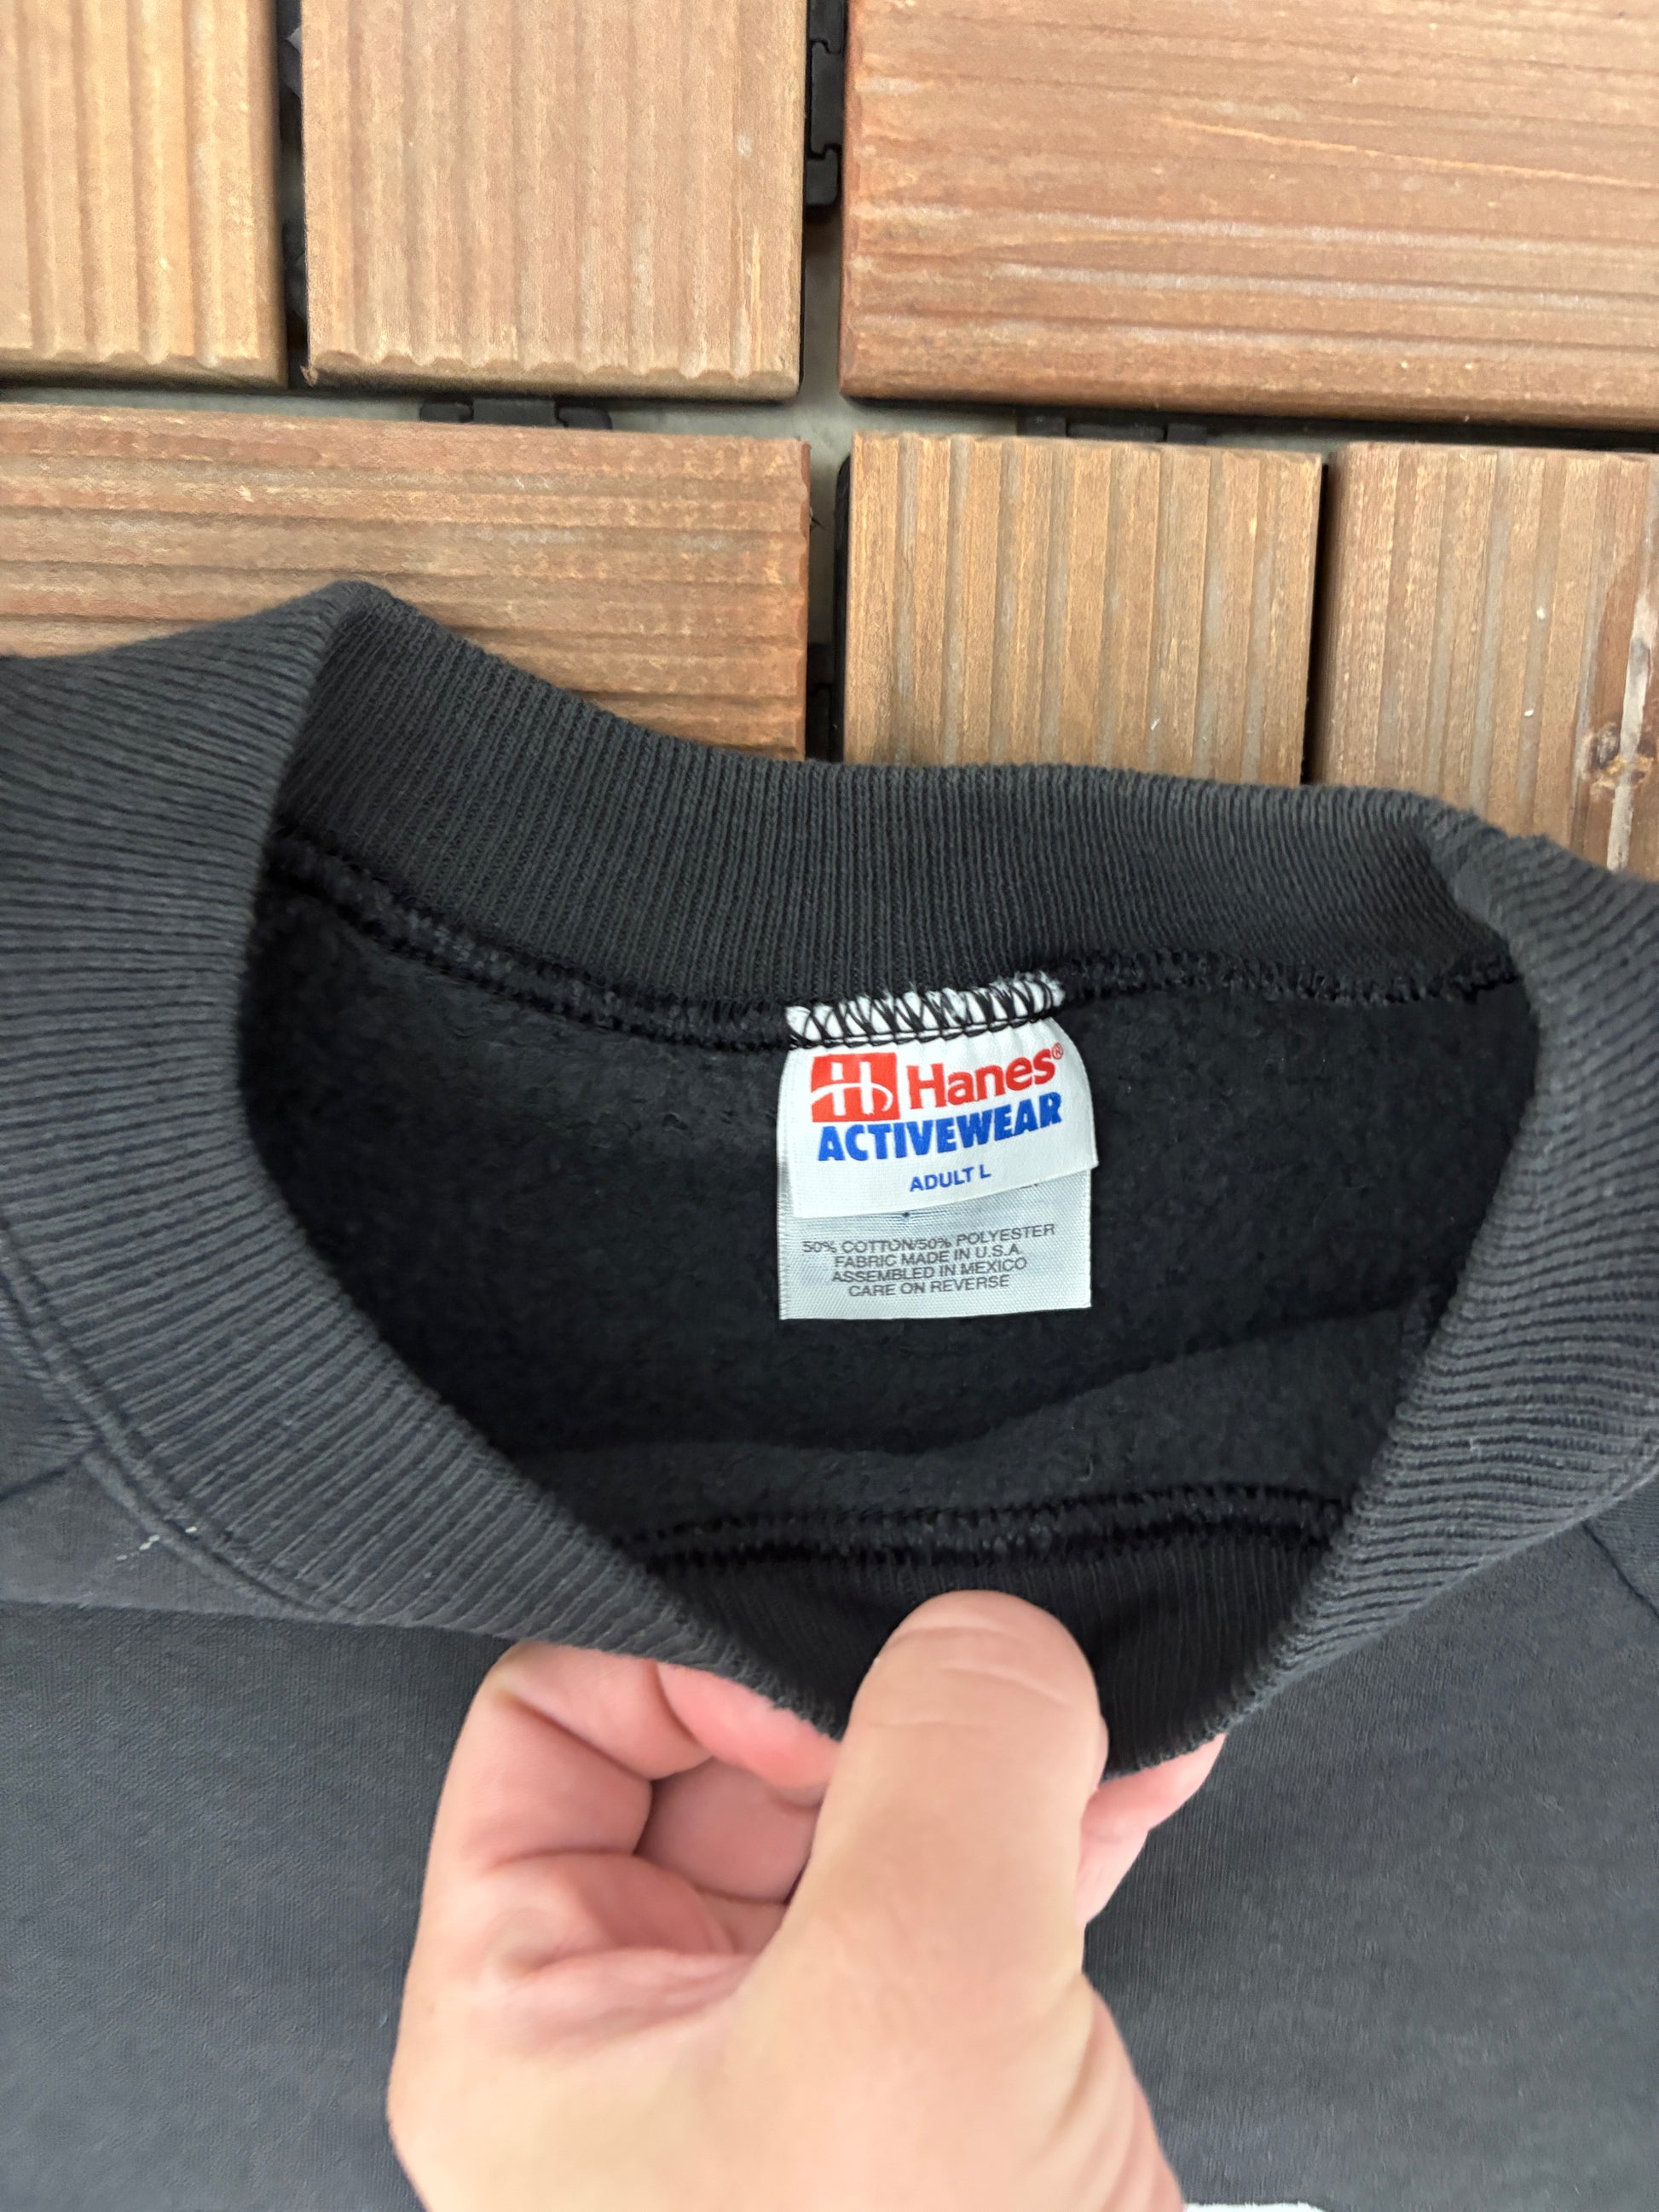 Hanes®
ACTIVEWEAR
ADULT L
50% COTTON/50% POLYESTER
FABRIC MADE IN U.S.A.
ASSEMBLED IN MEXICO
CARE ON REVERSE